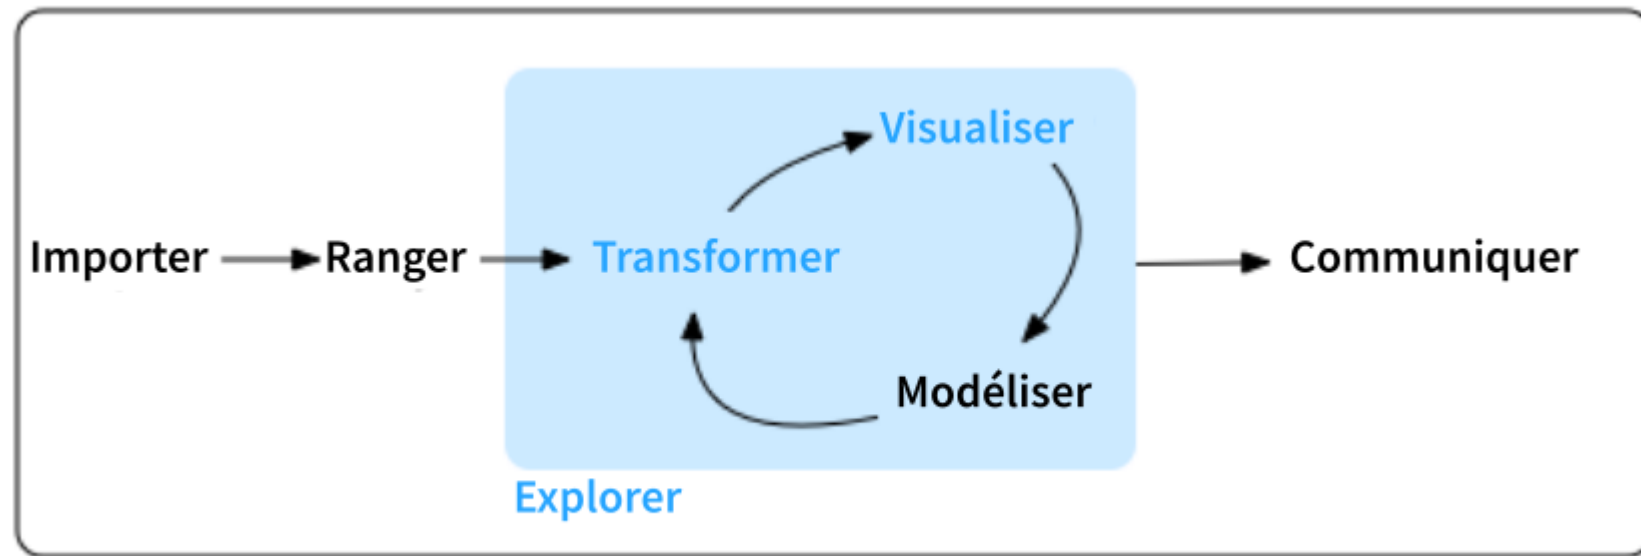 Visualiser
Importer Ranger Transformer Communiquer
Modéliser
Explorer